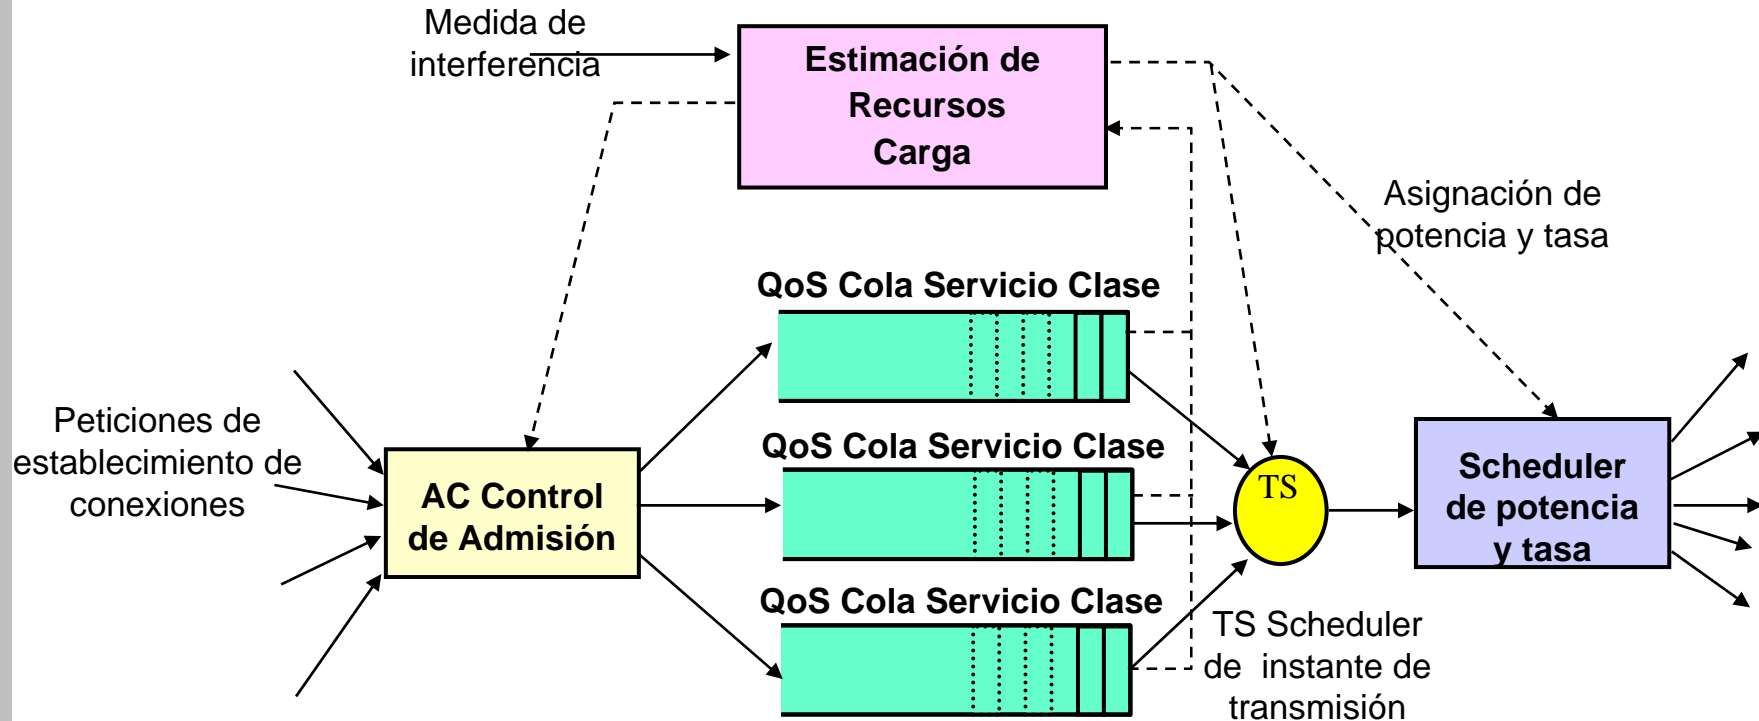 Medida de
interferencia
Estimación de
Recursos
Carga
Asignación de
potencia y tasa
QoS Cola Servicio Clase
Peticiones de
establecimiento de
conexiones
AC Control
de Admisión
QoS Cola Servicio Clase
TS
Scheduler
de potencia
y tasa
QoS Cola Servicio Clase
TS Scheduler
de instante de
transmisión